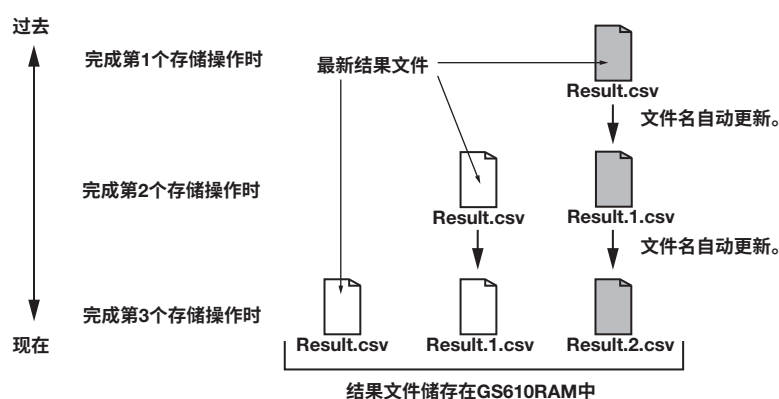 过去
完成第1个存储操作时
最新结果文件
Result.csv
文件名自动更新。
完成第2个存储操作时
Result.csv
Result.1.csv
文件名自动更新。
完成第3个存储操作时
现在
Result.csv
Result.1.csv
Result.2.csv
结果文件储存在GS610RAM中